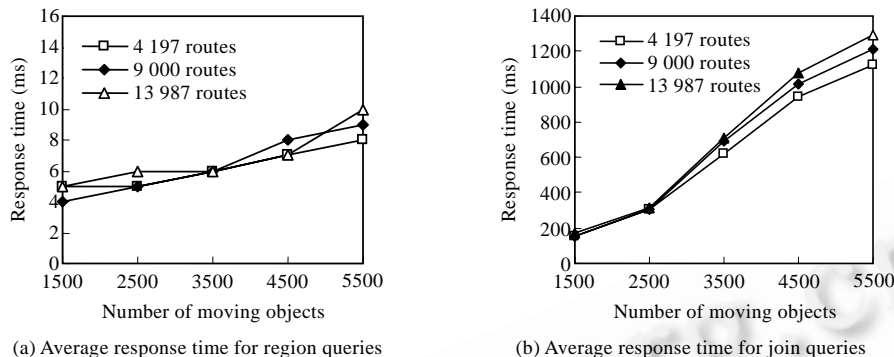 16
14
12
10
8
6
4
2
0
Response time (ms)
4 197 routes
9 000 routes
13 987 routes
1500 2500 3500 4500 5500
Number of moving objects
(a) Average response time for region queries
1400
1200
1000
800
600
400
200
0
Response time (ms)
4 197 routes
9 000 routes
13 987 routes
1500 2500 3500 4500 5500
Number of moving objects
(b) Average response time for join queries